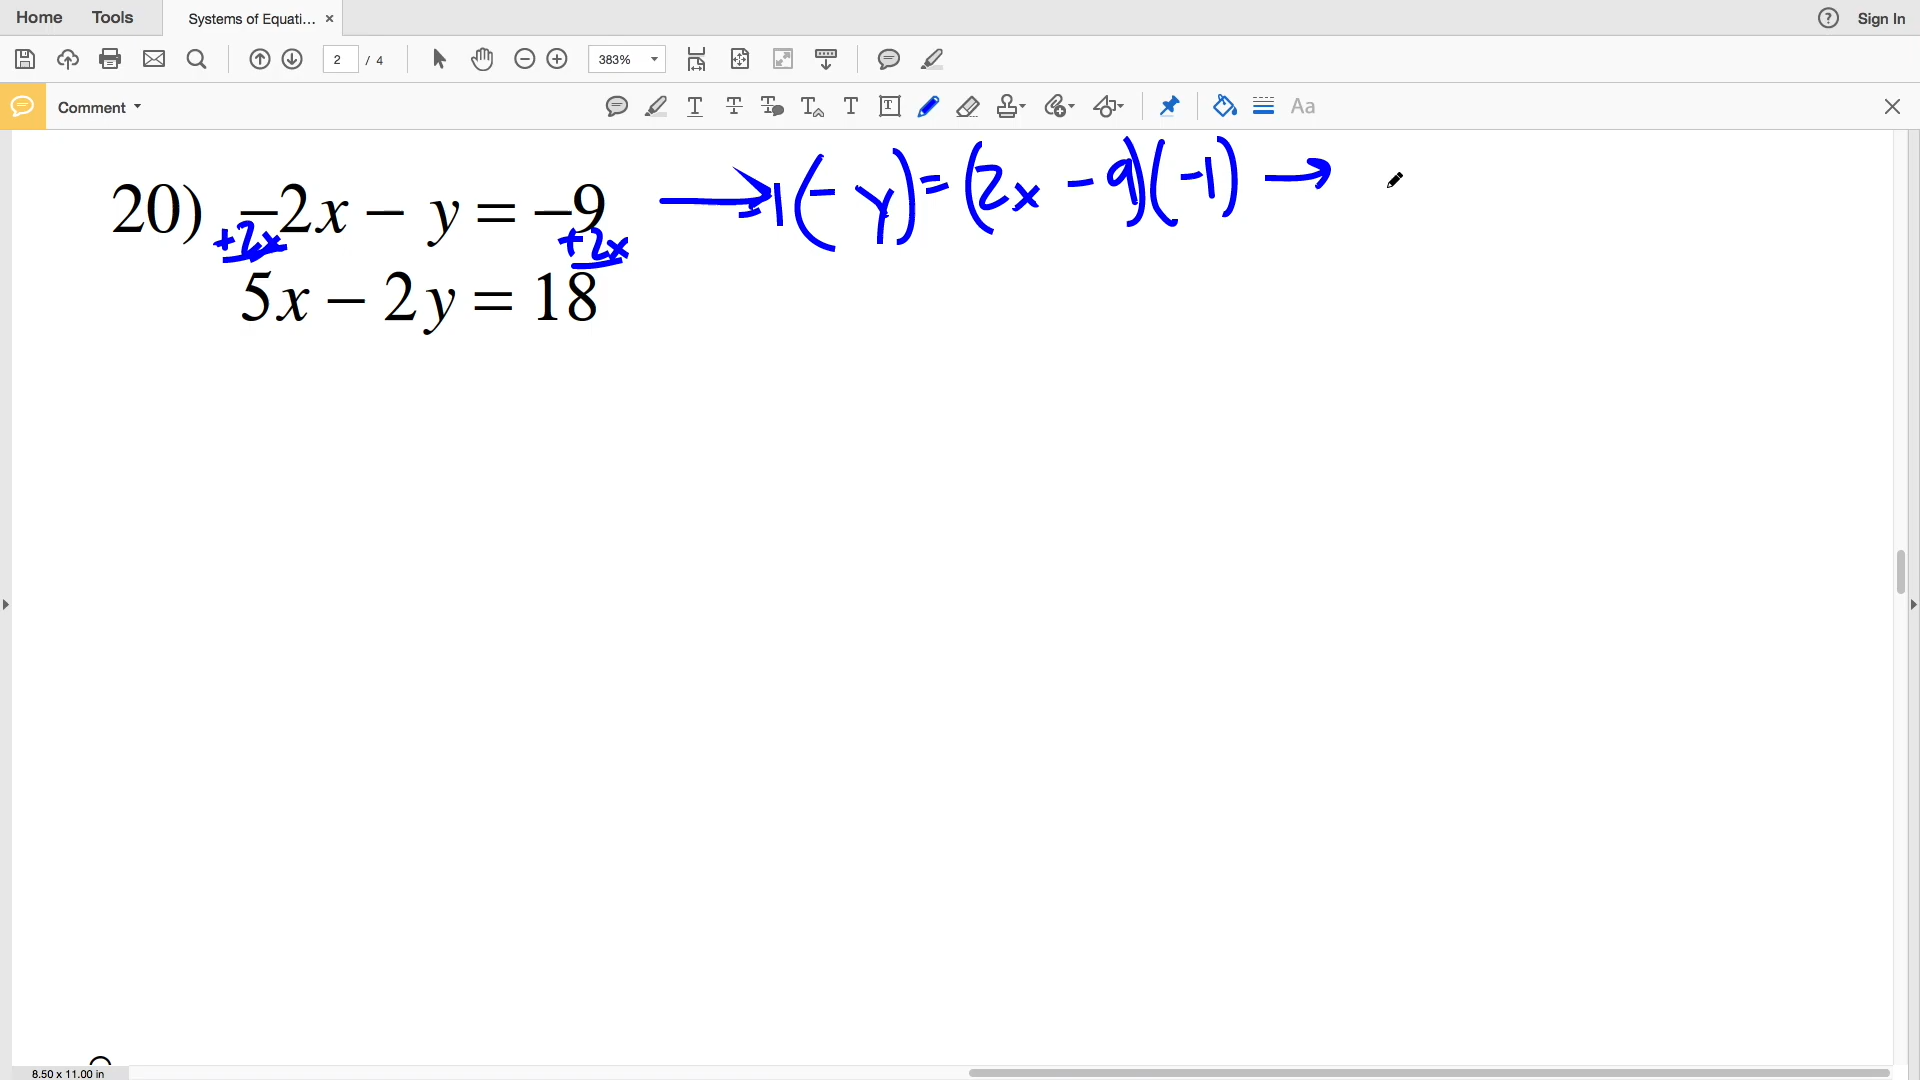 Home Tools Systems of Equati... × ? Sign In
2 / 4 383%
Comment Aa
20) −2x − y = −9 → -1(- y) = (2x - 9)(-1) →
+2x +2x
5x − 2y = 18
8.50 x 11.00 in